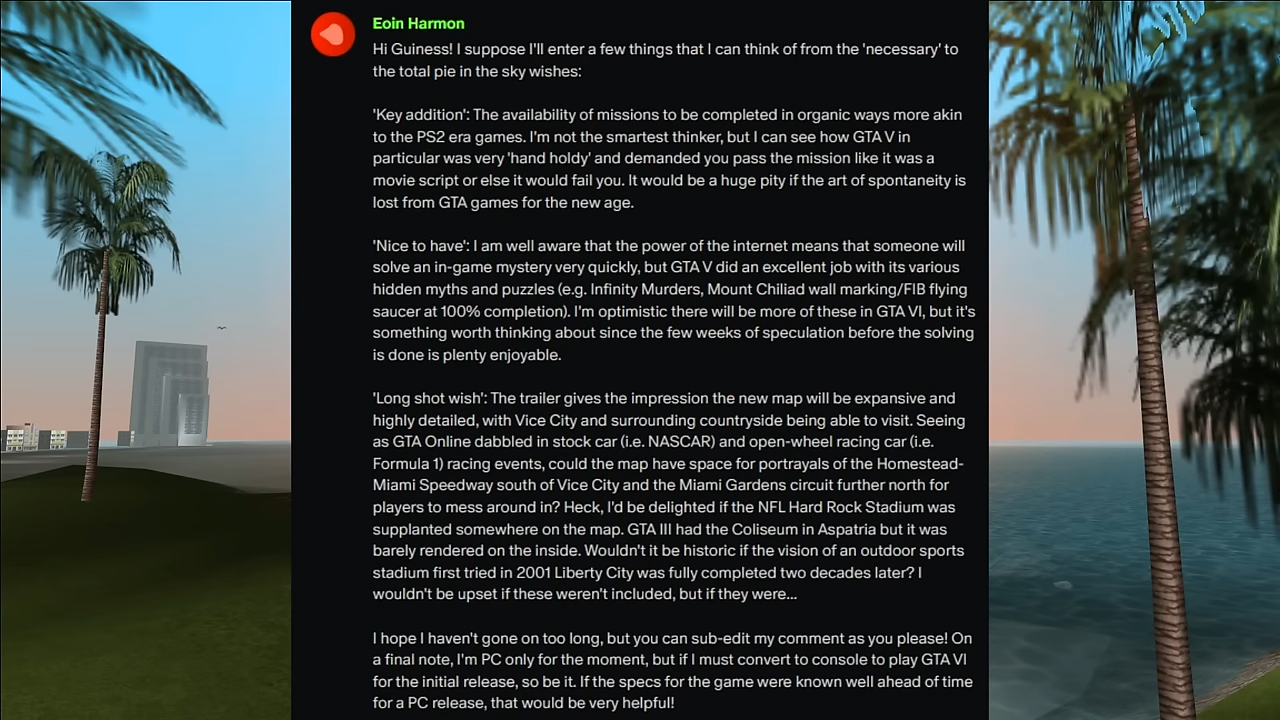 Eoin Harmon
Hi Guiness! I suppose I'll enter a few things that I can think of from the 'necessary' to
the total pie in the sky wishes:
'Key addition': The availability of missions to be completed in organic ways more akin
to the PS2 era games. I'm not the smartest thinker, but I can see how GTA V in
particular was very 'hand holdy' and demanded you pass the mission like it was a
movie script or else it would fail you. It would be a huge pity if the art of spontaneity is
lost from GTA games for the new age.
'Nice to have': I am well aware that the power of the internet means that someone will
solve an in-game mystery very quickly, but GTA V did an excellent job with its various
hidden myths and puzzles (e.g. Infinity Murders, Mount Chiliad wall marking/FIB flying
saucer at 100% completion). I'm optimistic there will be more of these in GTA VI, but it's
something worth thinking about since the few weeks of speculation before the solving
is done is plenty enjoyable.
'Long shot wish': The trailer gives the impression the new map will be expansive and
highly detailed, with Vice City and surrounding countryside being able to visit. Seeing
as GTA Online dabbled in stock car (i.e. NASCAR) and open-wheel racing car (i.e.
Formula 1) racing events, could the map have space for portrayals of the Homestead-
Miami Speedway south of Vice City and the Miami Gardens circuit further north for
players to mess around in? Heck, I'd be delighted if the NFL Hard Rock Stadium was
supplanted somewhere on the map. GTA III had the Coliseum in Aspatria but it was
barely rendered on the inside. Wouldn't it be historic if the vision of an outdoor sports
stadium first tried in 2001 Liberty City was fully completed two decades later? I
wouldn't be upset if these weren't included, but if they were...
I hope I haven't gone on too long, but you can sub-edit my comment as you please! On
a final note, I'm PC only for the moment, but if I must convert to console to play GTA VI
for the initial release, so be it. If the specs for the game were known well ahead of time
for a PC release, that would be very helpful!